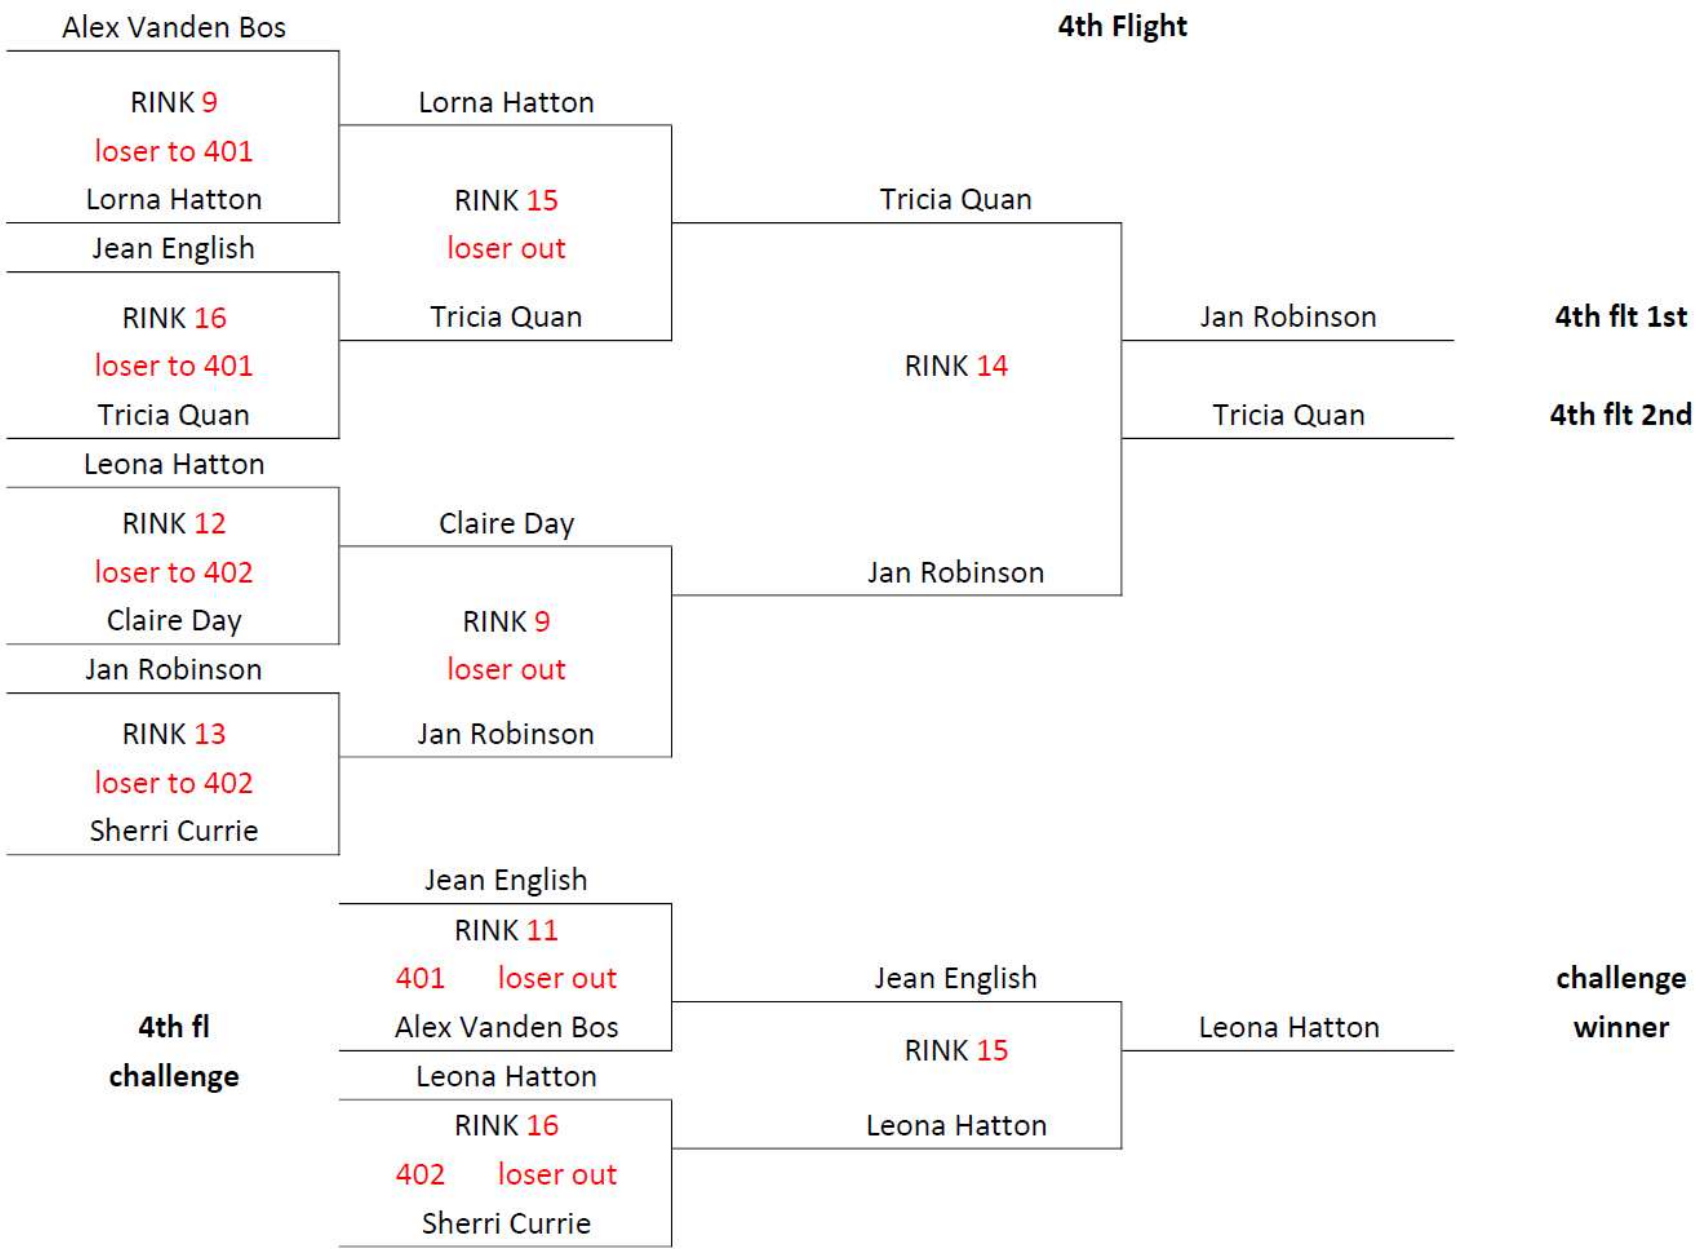 Alex Vanden Bos
4th Flight
RINK 9
Lorna Hatton
loser to 401
Lorna Hatton
RINK 15
Tricia Quan
Jean English
loser out
RINK 16
Tricia Quan
Jan Robinson
4th flt 1st
loser to 401
RINK 14
Tricia Quan
Tricia Quan
4th flt 2nd
Leona Hatton
RINK 12
Claire Day
loser to 402
Jan Robinson
Claire Day
RINK 9
Jan Robinson
loser out
RINK 13
Jan Robinson
loser to 402
Sherri Currie
Jean English
RINK 11
401 loser out
Jean English
challenge
4th fl
Alex Vanden Bos
Leona Hatton
winner
RINK 15
challenge
Leona Hatton
RINK 16
Leona Hatton
402 loser out
Sherri Currie